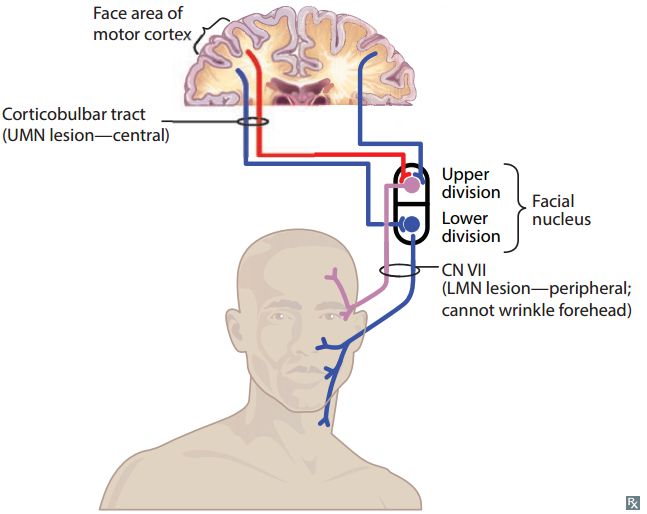 Face area of
motor cortex
Corticobulbar tract
(UMN lesion—central)
Upper
division
Lower
division
Facial
nucleus
CN VII
(LMN lesion—peripheral;
cannot wrinkle forehead)
Rx